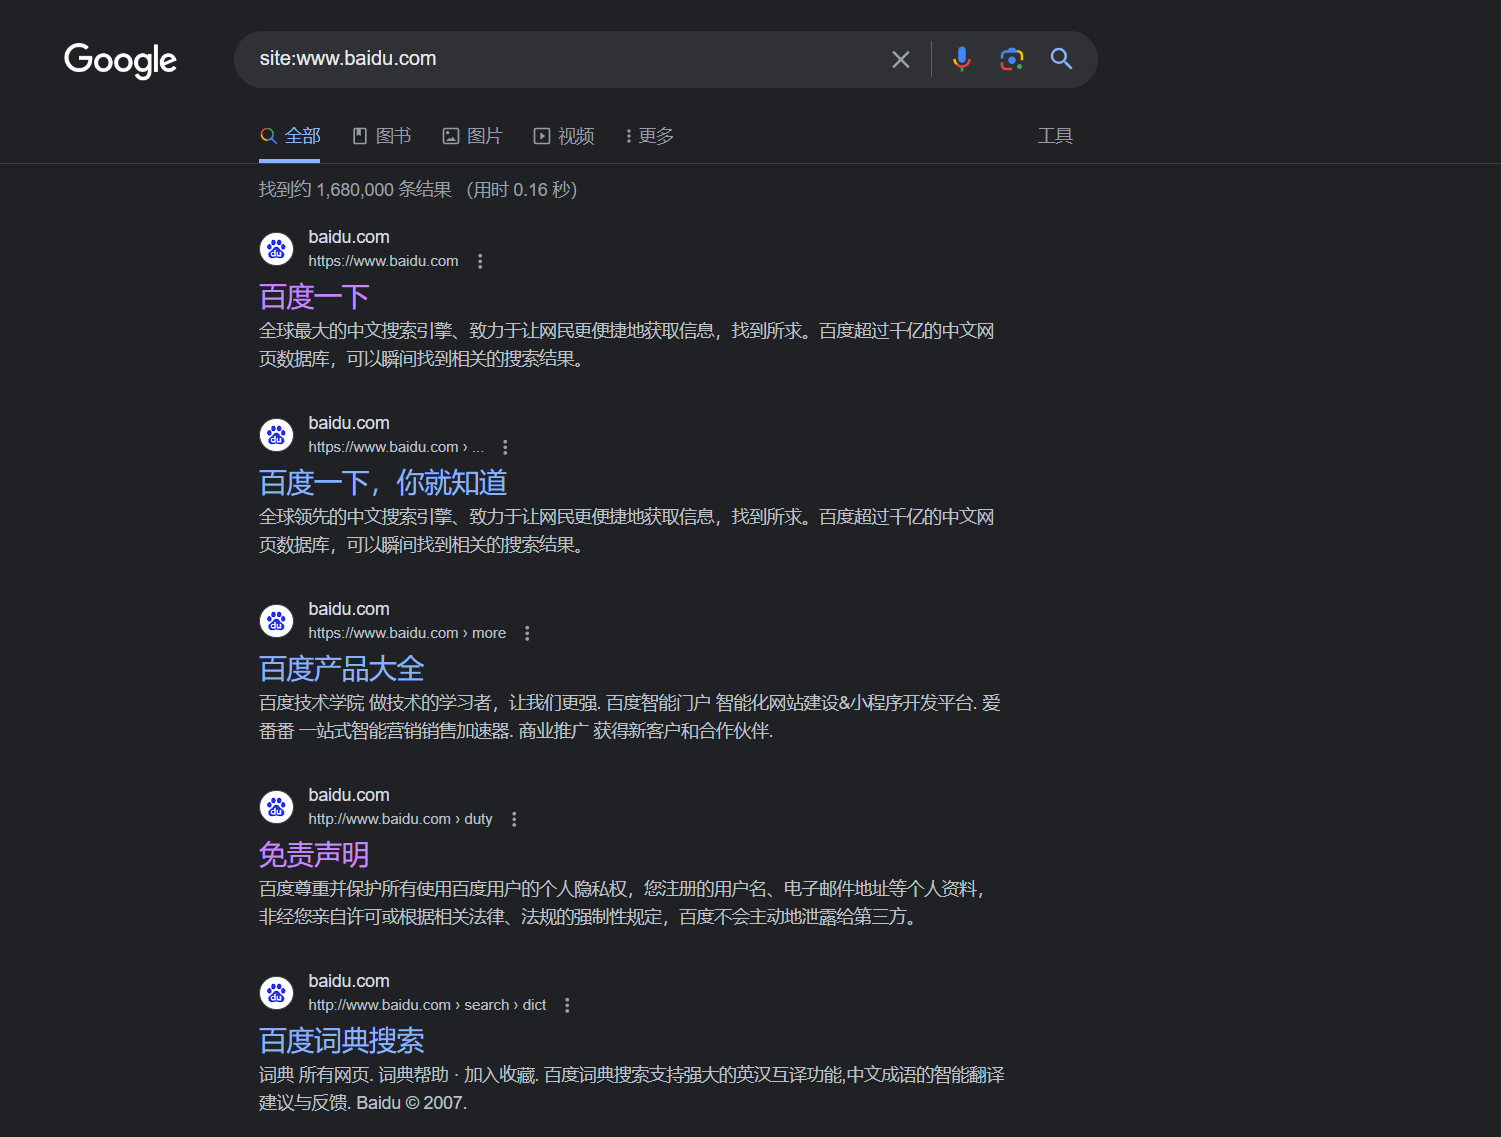 Google
site:www.baidu.com
全部 图书 图片 视频 更多 工具
找到约 1,680,000 条结果 （用时 0.16 秒）
baidu.com
https://www.baidu.com
百度一下
全球最大的中文搜索引擎、致力于让网民更便捷地获取信息，找到所求。百度超过千亿的中文网
页数据库，可以瞬间找到相关的搜索结果。
baidu.com
https://www.baidu.com › ...
百度一下，你就知道
全球领先的中文搜索引擎、致力于让网民更便捷地获取信息，找到所求。百度超过千亿的中文网
页数据库，可以瞬间找到相关的搜索结果。
baidu.com
https://www.baidu.com › more
百度产品大全
百度技术学院 做技术的学习者，让我们更强. 百度智能门户 智能化网站建设&小程序开发平台. 爱
番番 一站式智能营销销售加速器. 商业推广 获得新客户和合作伙伴.
baidu.com
http://www.baidu.com › duty
免责声明
百度尊重并保护所有使用百度用户的个人隐私权，您注册的用户名、电子邮件地址等个人资料，
非经您亲自许可或根据相关法律、法规的强制性规定，百度不会主动地泄露给第三方。
baidu.com
http://www.baidu.com › search › dict
百度词典搜索
词典 所有网页. 词典帮助 · 加入收藏. 百度词典搜索支持强大的英汉互译功能,中文成语的智能翻译
建议与反馈. Baidu © 2007.